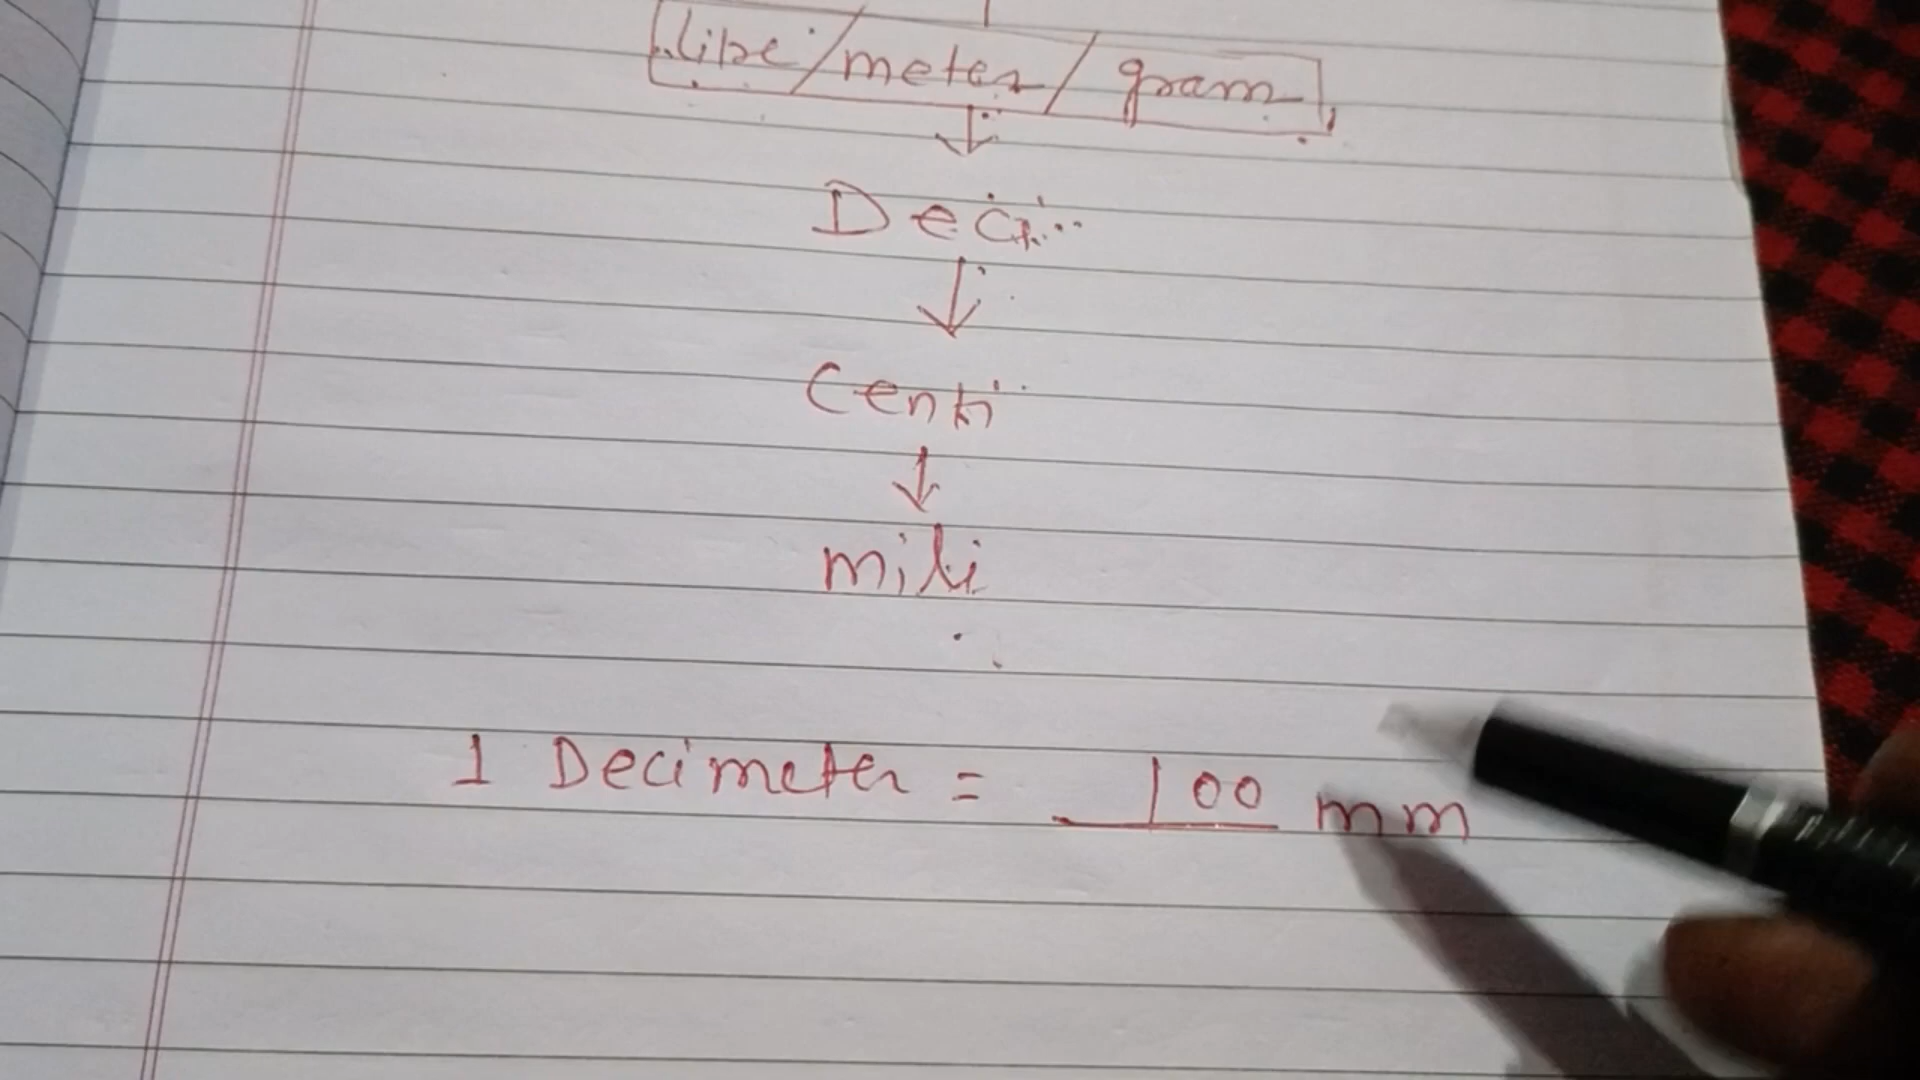 litre/meter/gram
Deci
Centi
mili
1 Decimeter = 100 mm